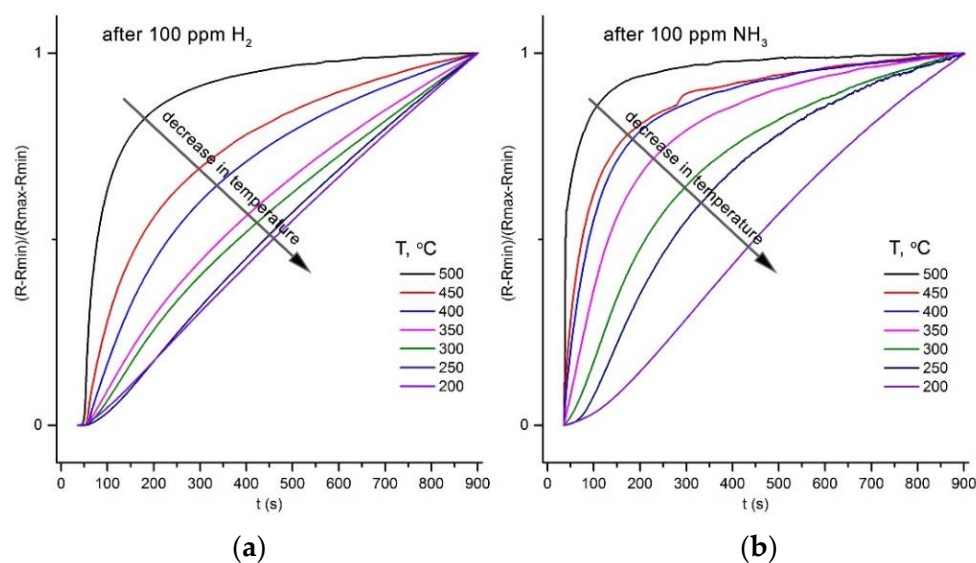 after 100 ppm H₂
(R-Rmin)/(Rmax-Rmin)
1
0
decrease in temperature
T, °C
500
450
400
350
300
250
200
0 100 200 300 400 500 600 700 800 900
t (s)
(a)
after 100 ppm NH₃
(R-Rmin)/(Rmax-Rmin)
1
0
decrease in temperature
T, °C
500
450
400
350
300
250
200
0 100 200 300 400 500 600 700 800 900
t (s)
(b)